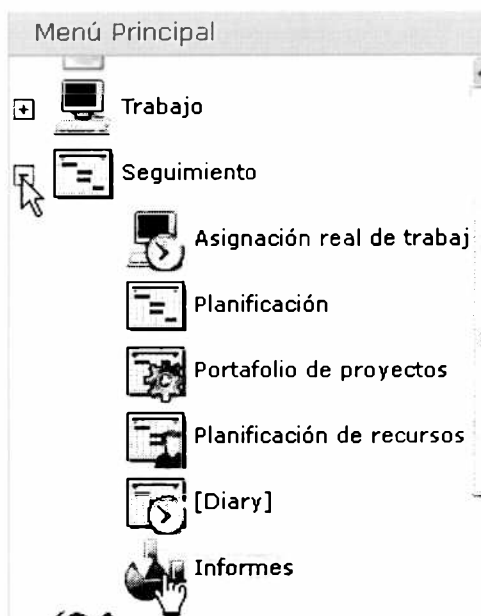 Menú Principal
Trabajo
Seguimiento
Asignación real de trabaj
Planificación
Portafolio de proyectos
Planificación de recursos
[Diary]
Informes